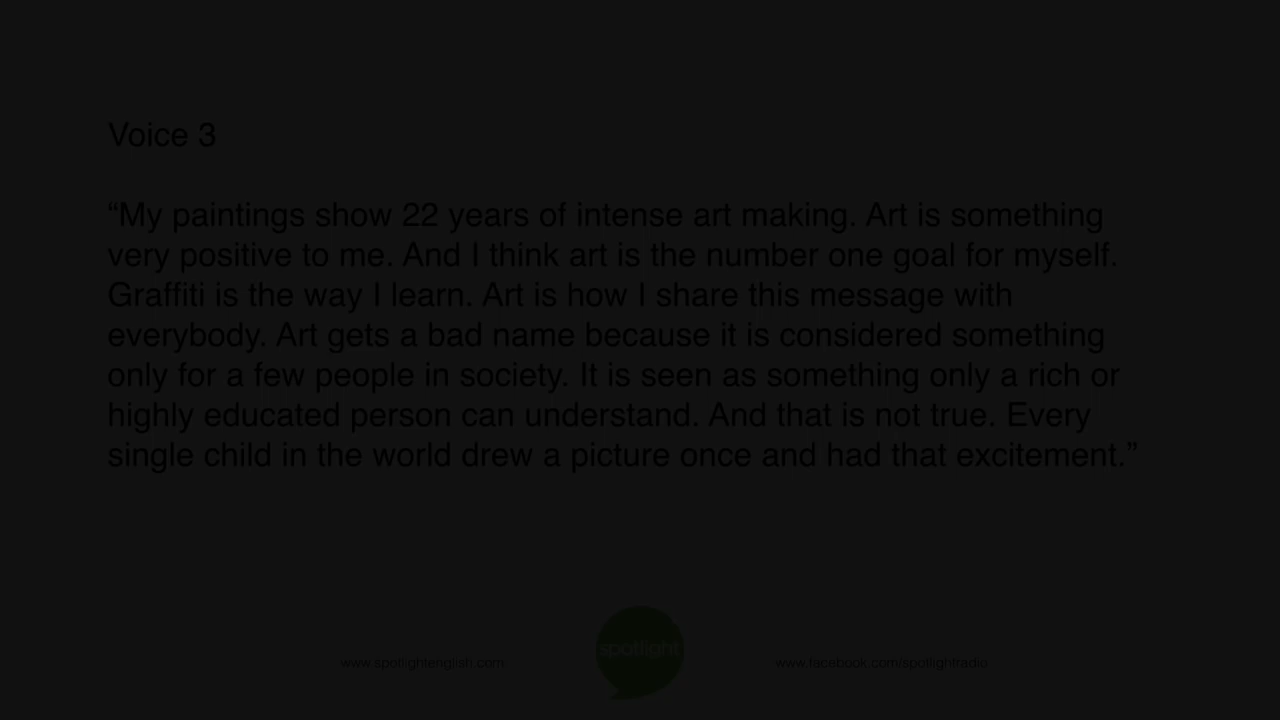 Voice 3
“My paintings show 22 years of intense art making. Art is something
very positive to me. And I think art is the number one goal for myself.
Graffiti is the way I learn. Art is how I share this message with
everybody. Art gets a bad name because it is considered something
only for a few people in society. It is seen as something only a rich or
highly educated person can understand. And that is not true. Every
single child in the world drew a picture once and had that excitement.”
spotlight
www.spotlightenglish.com
www.facebook.com/spotlightradio